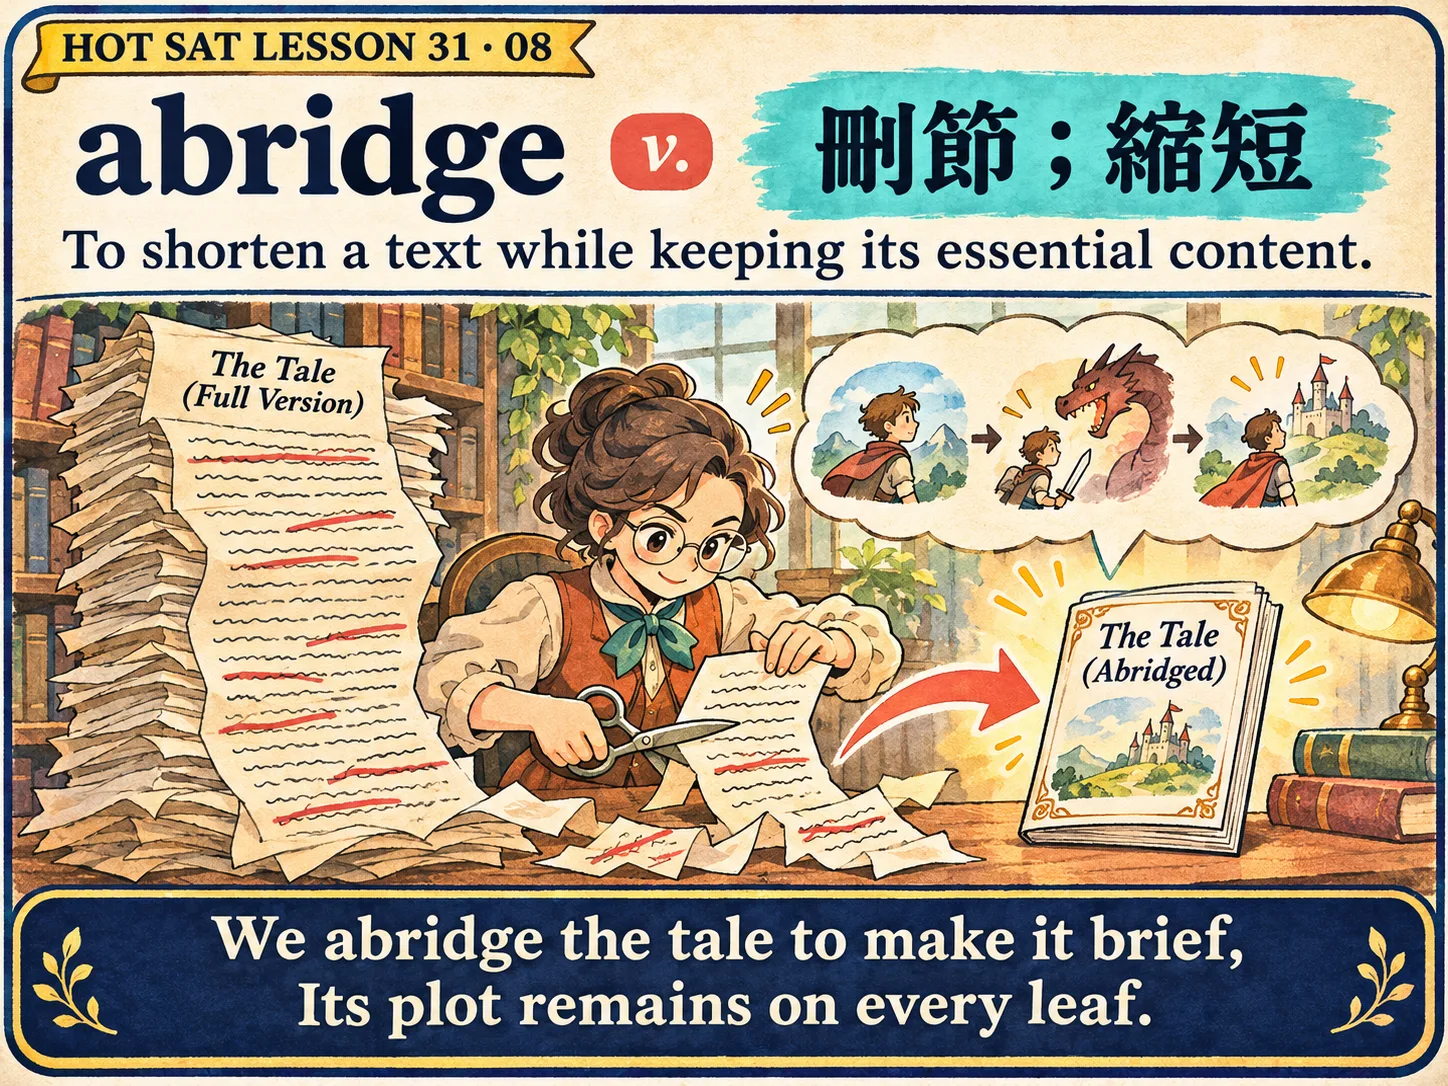 HOT SAT LESSON 31 · 08
abridge v. 刪節；縮短
To shorten a text while keeping its essential content.
The Tale
(Full Version)
The Tale
(Abridged)
We abridge the tale to make it brief,
Its plot remains on every leaf.